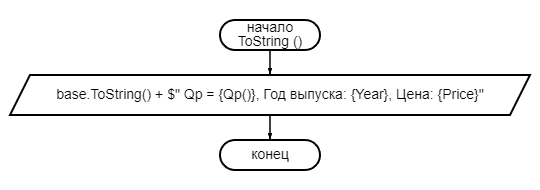 начало
ToString ()
base.ToString() + $" Qp = {Qp()}, Год выпуска: {Year}, Цена: {Price}"
конец